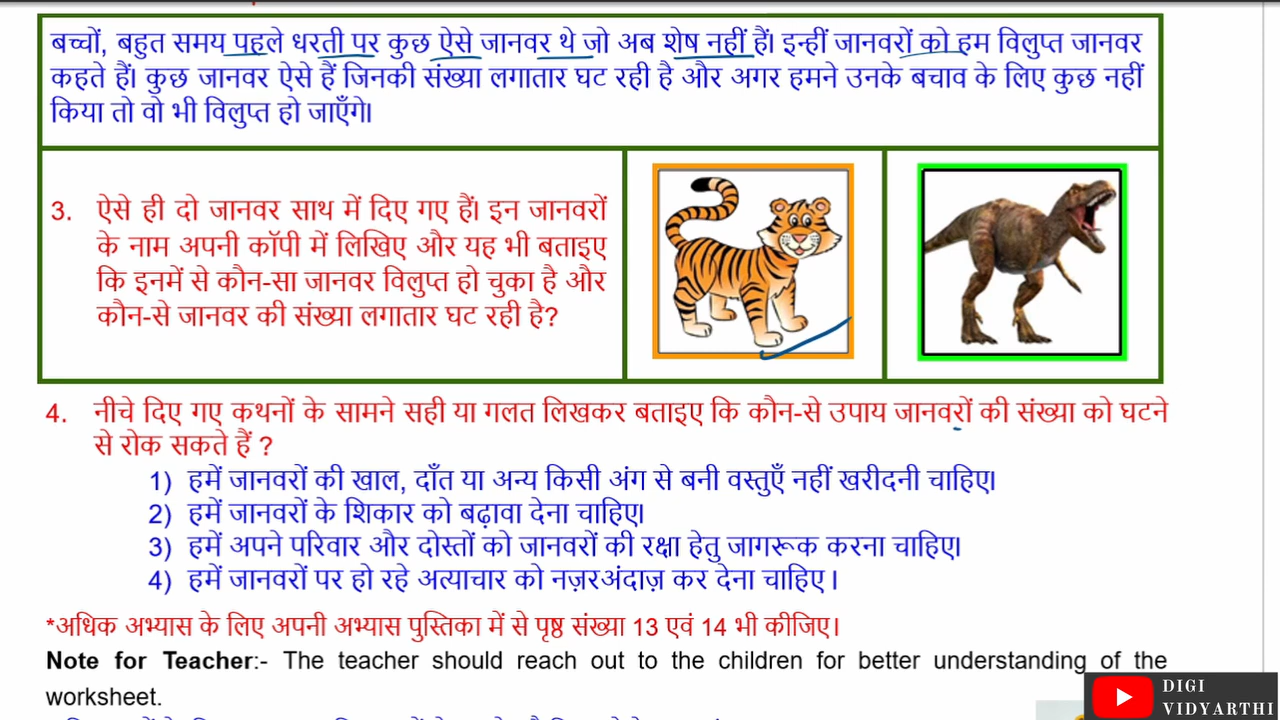 बच्चों, बहुत समय पहले धरती पर कुछ ऐसे जानवर थे जो अब शेष नहीं हैं। इन्हीं जानवरों को हम विलुप्त जानवर
कहते हैं। कुछ जानवर ऐसे हैं जिनकी संख्या लगातार घट रही है और अगर हमने उनके बचाव के लिए कुछ नहीं
किया तो वो भी विलुप्त हो जाएँगे।
3. ऐसे ही दो जानवर साथ में दिए गए हैं। इन जानवरों
के नाम अपनी कॉपी में लिखिए और यह भी बताइए
कि इनमें से कौन-सा जानवर विलुप्त हो चुका है और
कौन-से जानवर की संख्या लगातार घट रही है?
4. नीचे दिए गए कथनों के सामने सही या गलत लिखकर बताइए कि कौन-से उपाय जानवरों की संख्या को घटने
से रोक सकते हैं ?
1) हमें जानवरों की खाल, दाँत या अन्य किसी अंग से बनी वस्तुएँ नहीं खरीदनी चाहिए।
2) हमें जानवरों के शिकार को बढ़ावा देना चाहिए।
3) हमें अपने परिवार और दोस्तों को जानवरों की रक्षा हेतु जागरूक करना चाहिए।
4) हमें जानवरों पर हो रहे अत्याचार को नज़रअंदाज़ कर देना चाहिए ।
*अधिक अभ्यास के लिए अपनी अभ्यास पुस्तिका में से पृष्ठ संख्या 13 एवं 14 भी कीजिए।
Note for Teacher:- The teacher should reach out to the children for better understanding of the
worksheet.
DIGI
VIDYARTHI